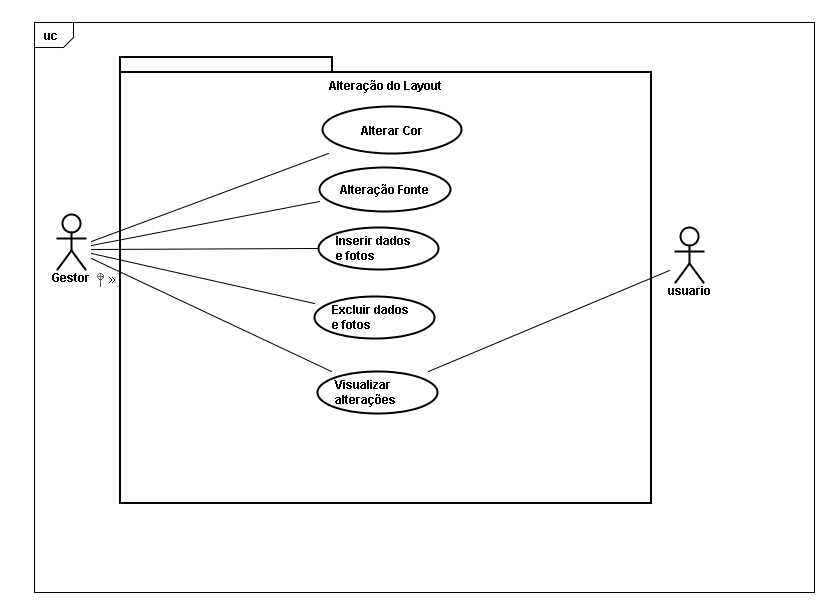 uc
Alteração do Layout
Alterar Cor
Alteração Fonte
Inserir dados
e fotos
Gestor
»
usuario
Excluir dados
e fotos
Visualizar
alterações